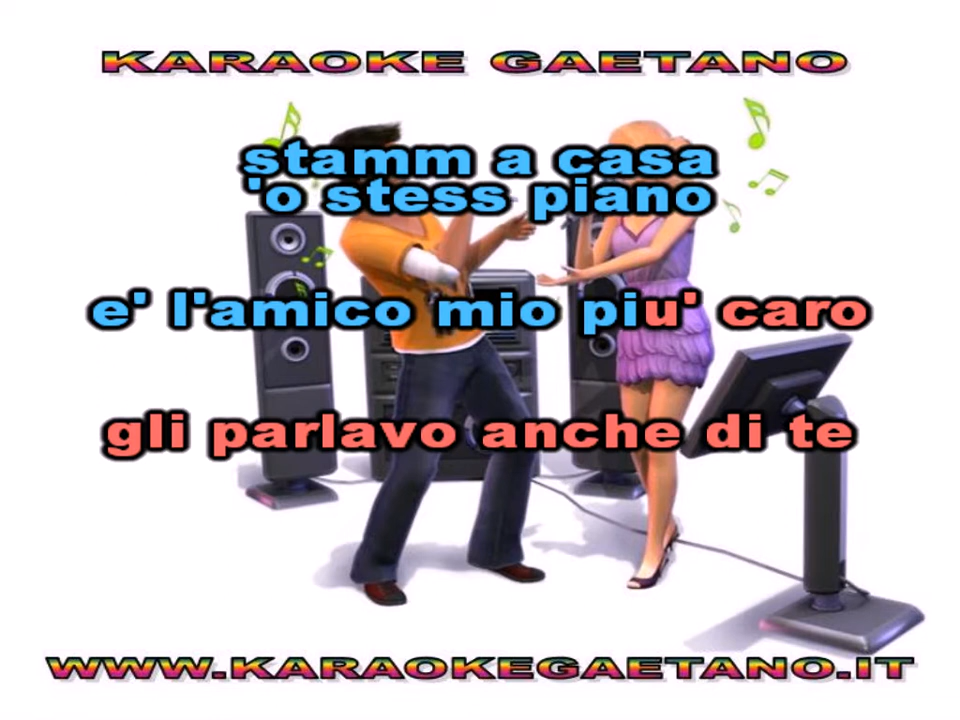 KARAOKE GAETANO
stamm a casa
'o stess piano
e' l'amico mio piu' caro
gli parlavo anche di te
WWW.KARAOKEGAETANO.IT